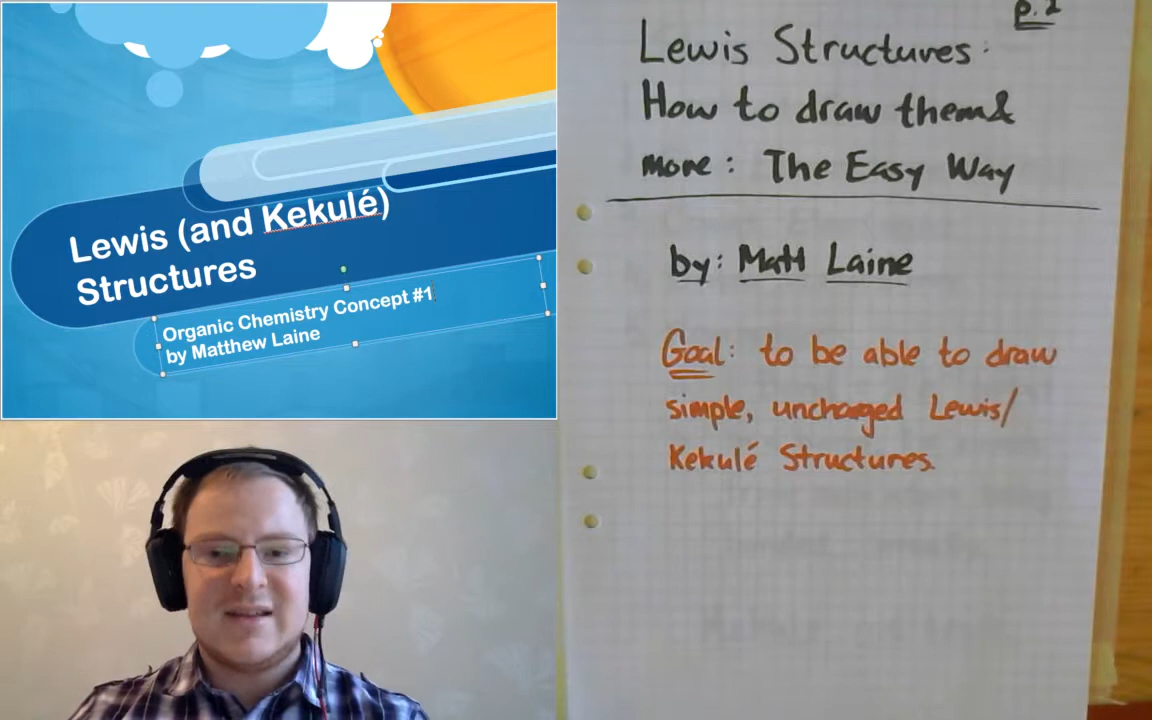 Lewis (and Kekulé)
Structures
Organic Chemistry Concept #1
by Matthew Laine
p.2
Lewis Structures:
How to draw them &
more: The Easy Way
by: Matt Laine
Goal: to be able to draw
simple, uncharged Lewis/
Kekulé Structures.